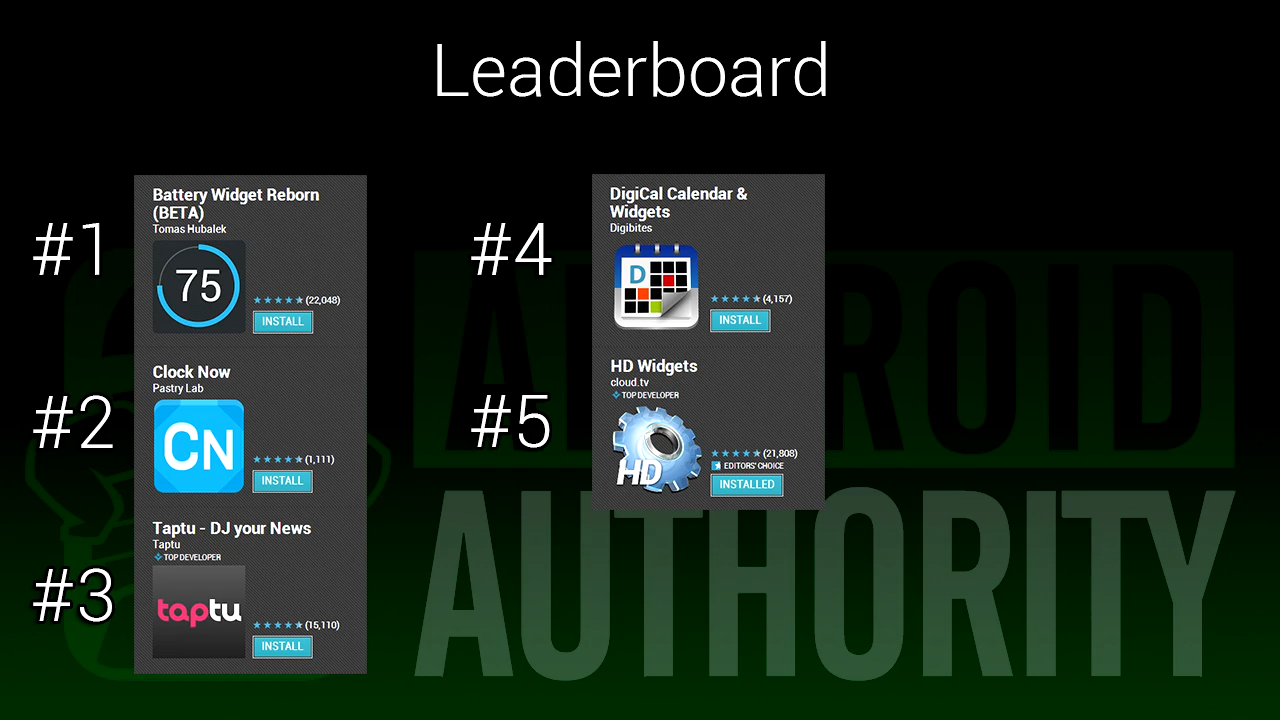 Leaderboard
#1
Battery Widget Reborn
(BETA)
Tomas Hubalek
75
(22,048)
INSTALL
#2
Clock Now
Pastry Lab
CN
(1,111)
INSTALL
#3
Taptu - DJ your News
Taptu
TOP DEVELOPER
taptu
(15,110)
INSTALL
#4
DigiCal Calendar &
Widgets
Digibites
D
(4,157)
INSTALL
#5
HD Widgets
cloud.tv
TOP DEVELOPER
HD
(21,808)
EDITORS' CHOICE
INSTALLED
ANDROID
AUTHORITY